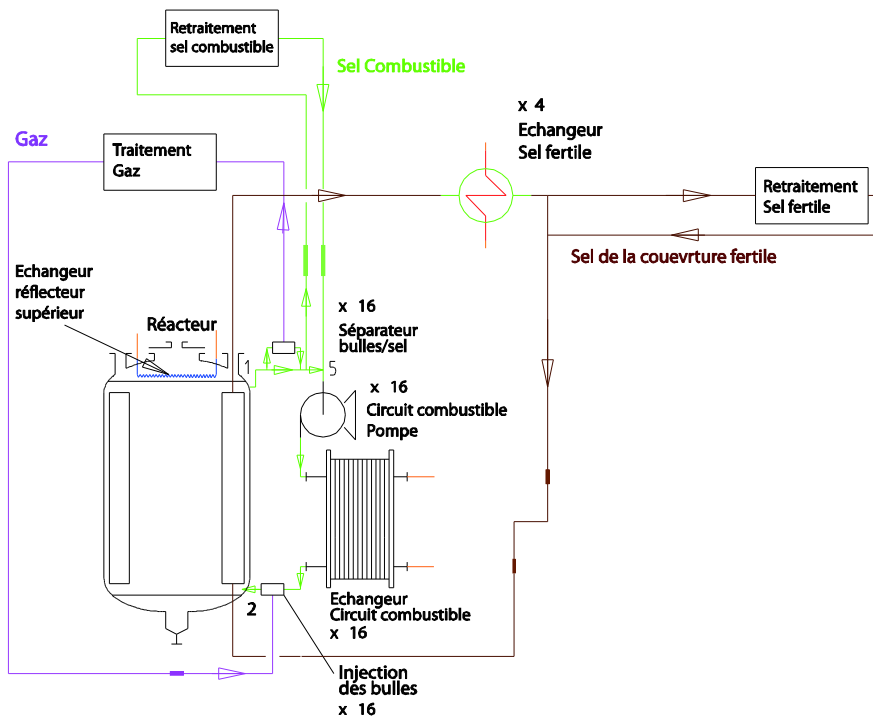 Retraitement
sel combustible
Sel Combustible
x 4
Echangeur
Sel fertile
Gaz
Traitement
Gaz
Retraitement
Sel fertile
Sel de la couevrture fertile
Echangeur
réflecteur
supérieur
Réacteur
x 16
Séparateur
bulles/sel
1
5
x 16
Circuit combustible
Pompe
2
Echangeur
Circuit combustible
x 16
Injection
des bulles
x 16